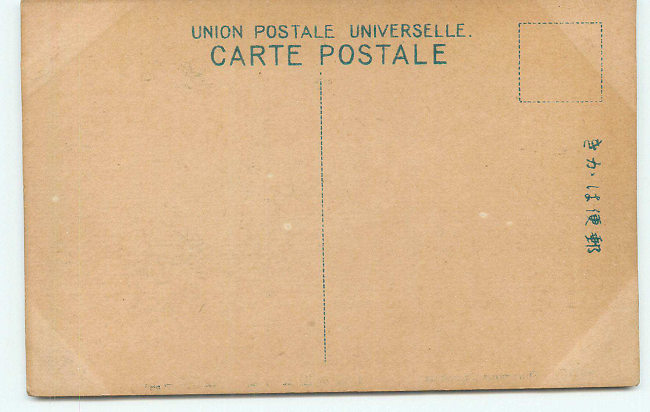 UNION POSTALE UNIVERSELLE.
CARTE POSTALE
郵便はがき